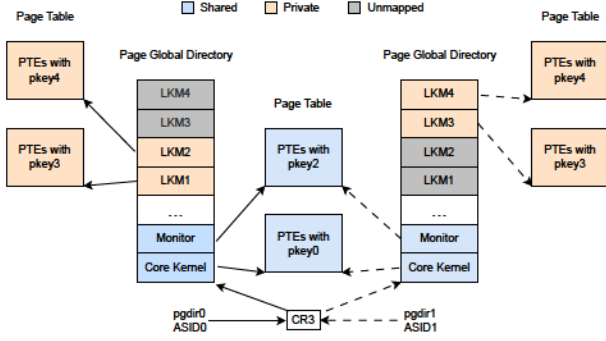 Shared
Private
Unmapped
Page Table
PTEs with
pkey4
PTEs with
pkey3
Page Global Directory
LKM4
LKM3
LKM2
LKM1
---
Monitor
Core Kernel
Page Table
PTEs with
pkey2
PTEs with
pkey0
Page Global Directory
LKM4
LKM3
LKM2
LKM1
---
Monitor
Core Kernel
Page Table
PTEs with
pkey4
PTEs with
pkey3
pgdir0
ASID0
CR3
pgdir1
ASID1